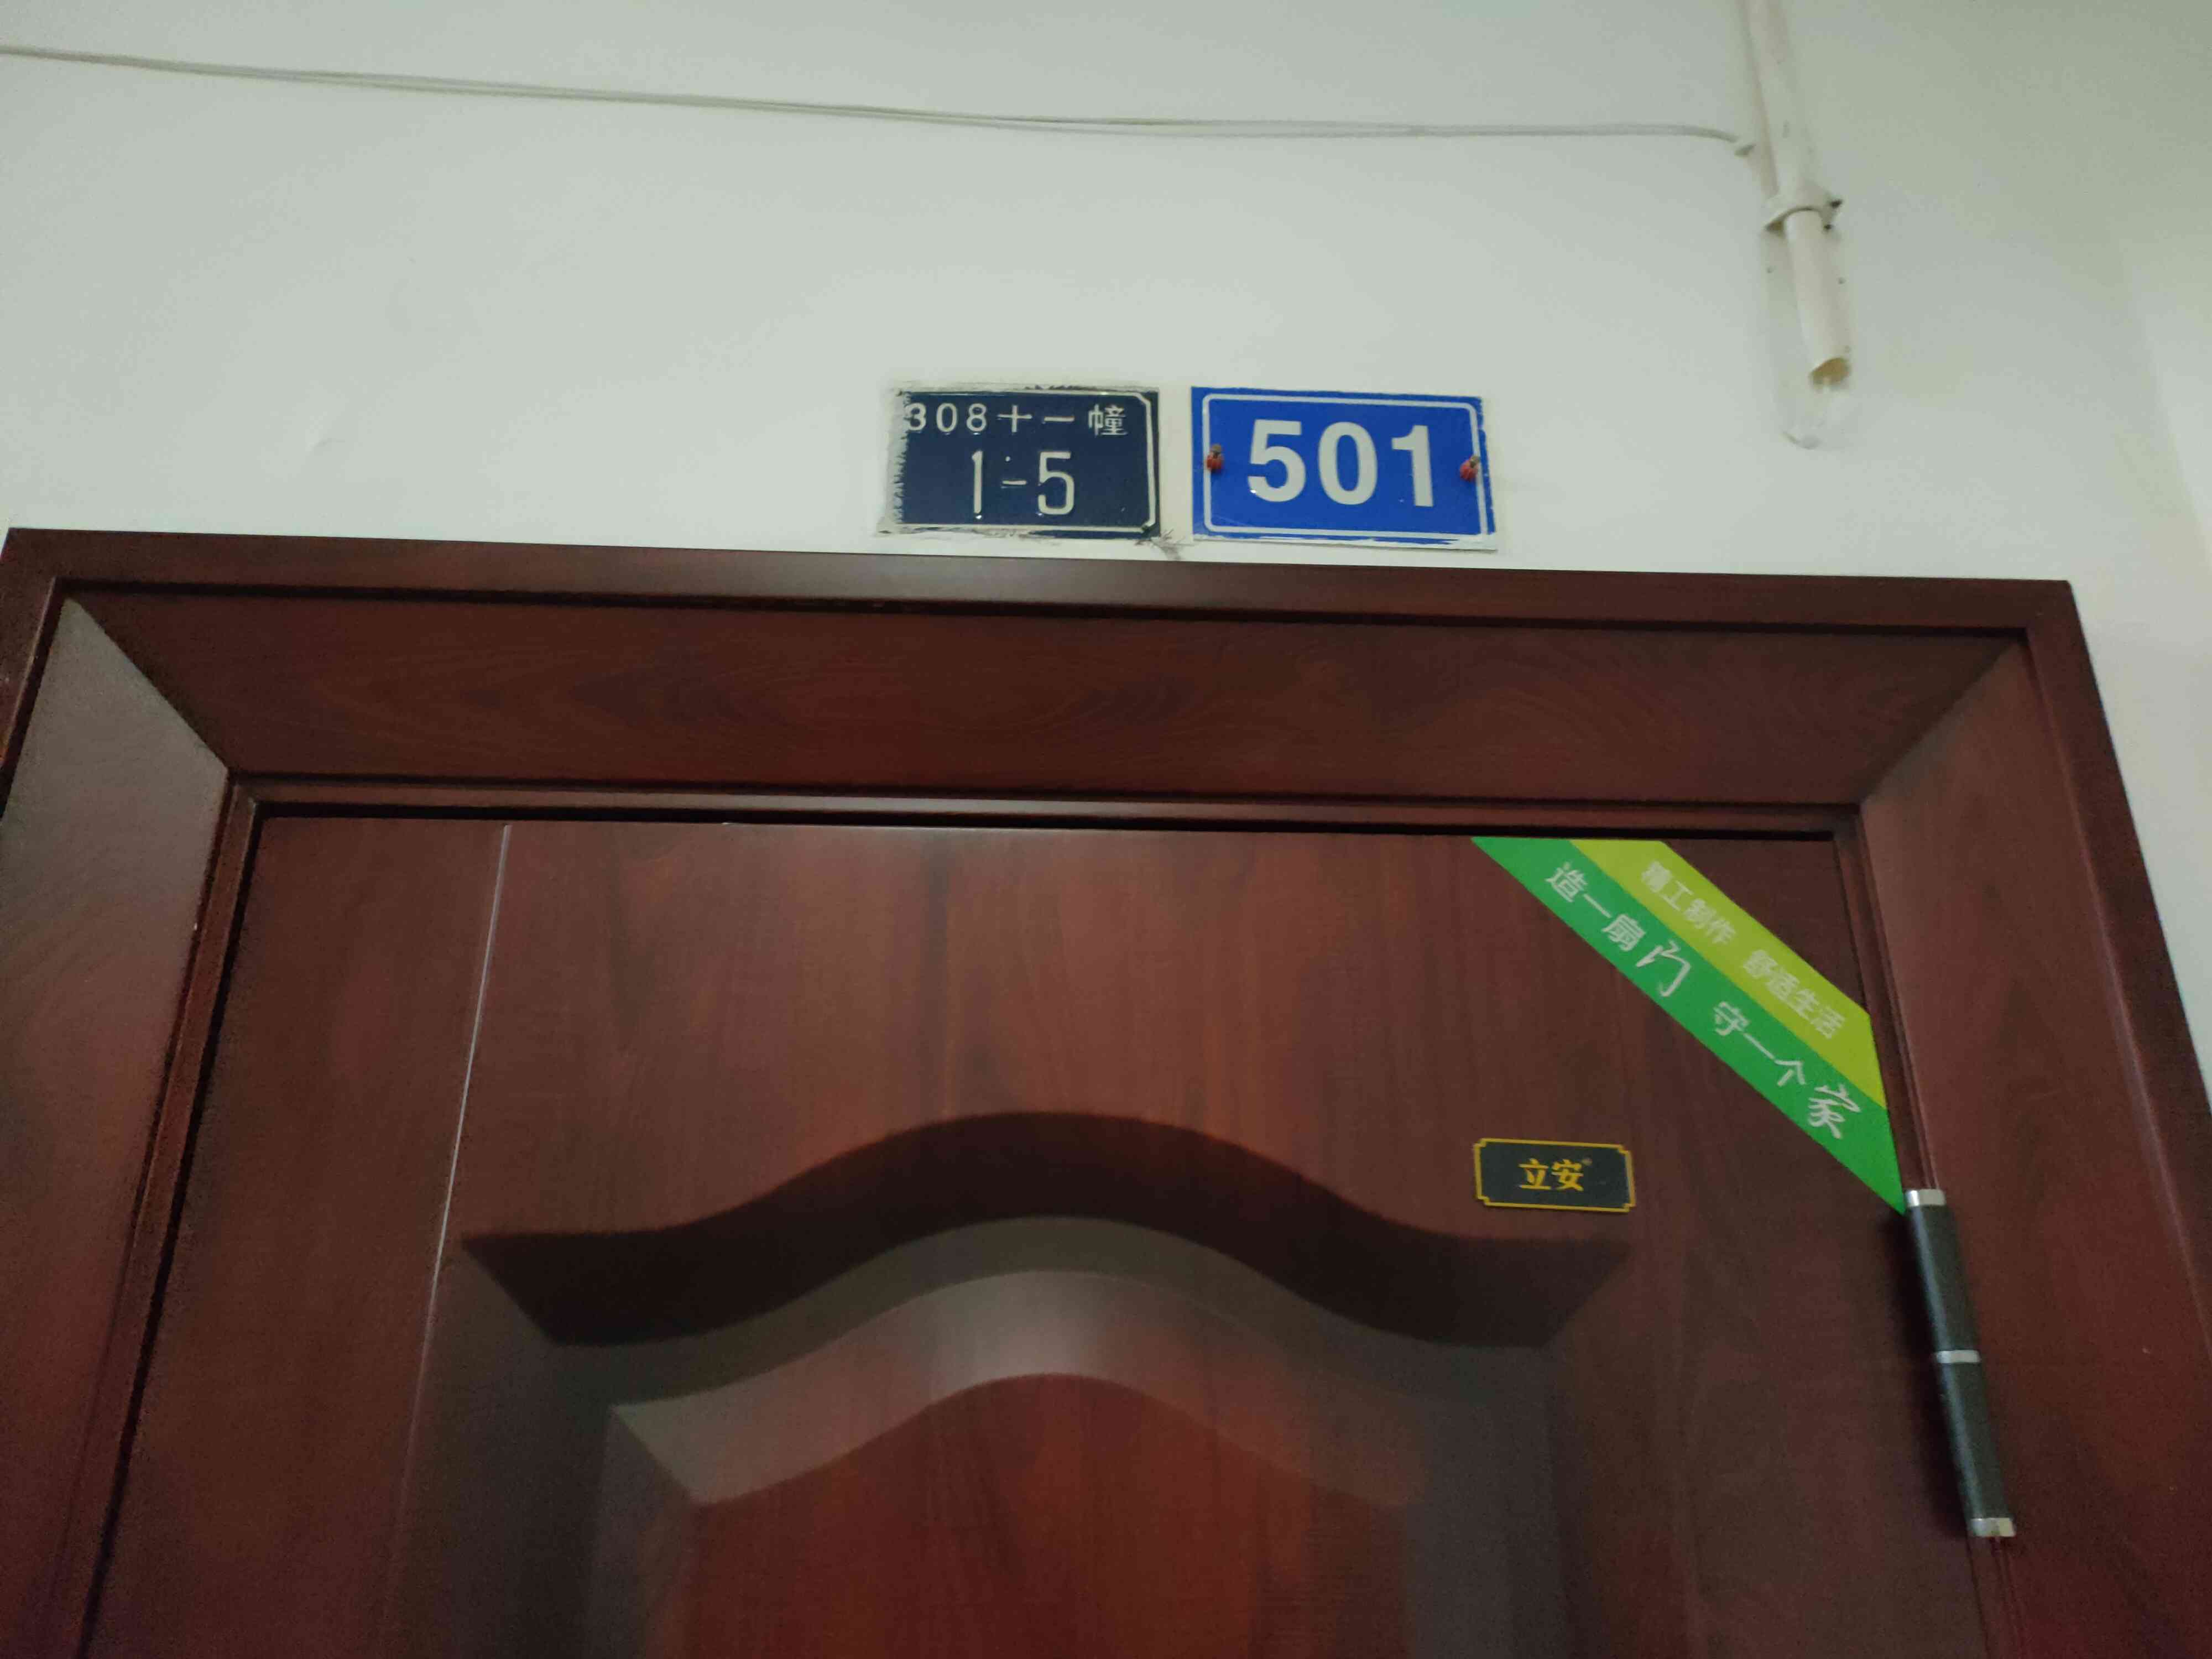 308十一幢
1-5
501
精工制作 舒适生活
造一扇门 守一个家
立安